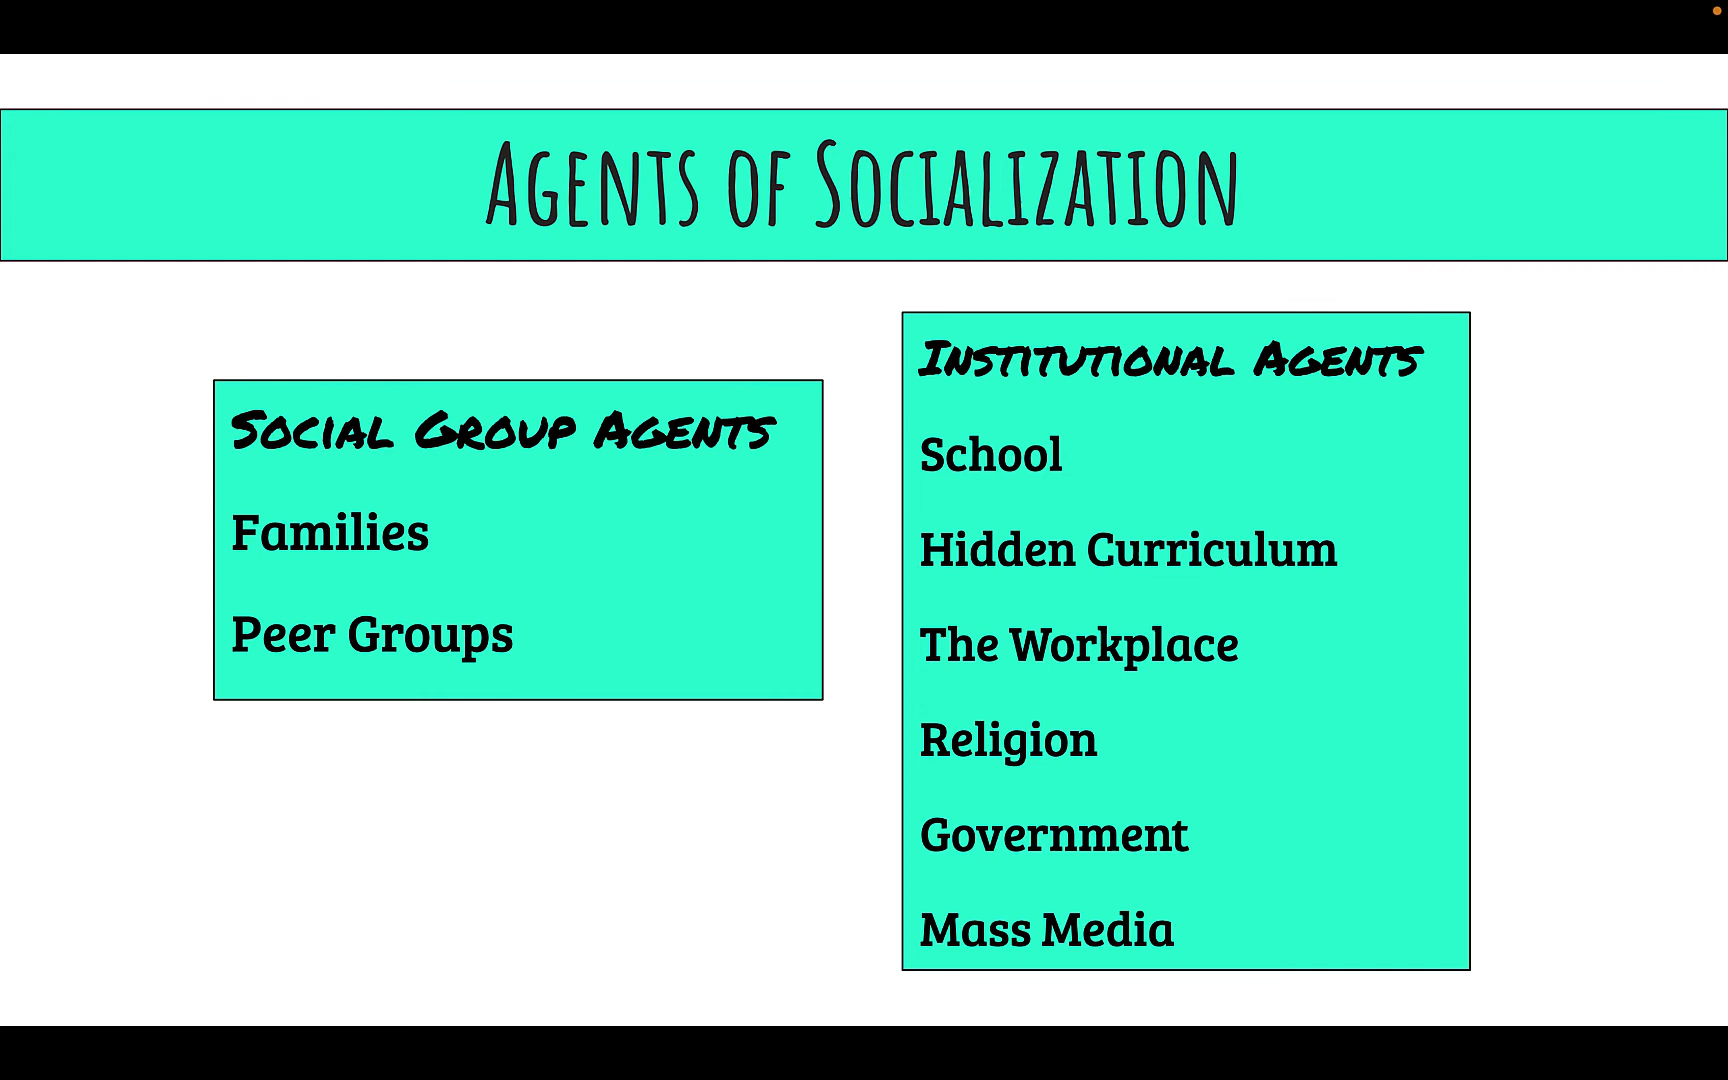 Agents of Socialization
Social Group Agents
Families
Peer Groups
Institutional Agents
School
Hidden Curriculum
The Workplace
Religion
Government
Mass Media